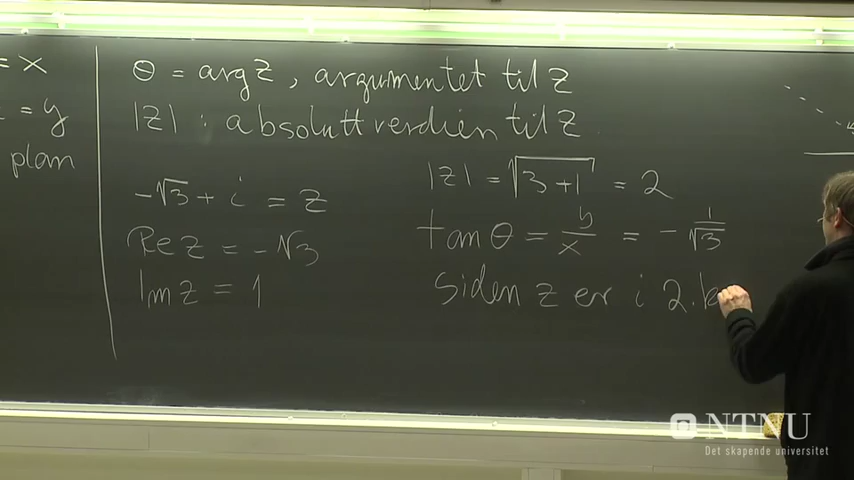 = x
= y
plan
θ = arg z, argumentet til z
|z| : absoluttverdien til z
-√3 + i = z
Re z = -√3
Im z = 1
|z| = √3+1 = 2
tan θ = y/x = - 1/√3
Siden z er i 2. k
NTNU
Det skapende universitet